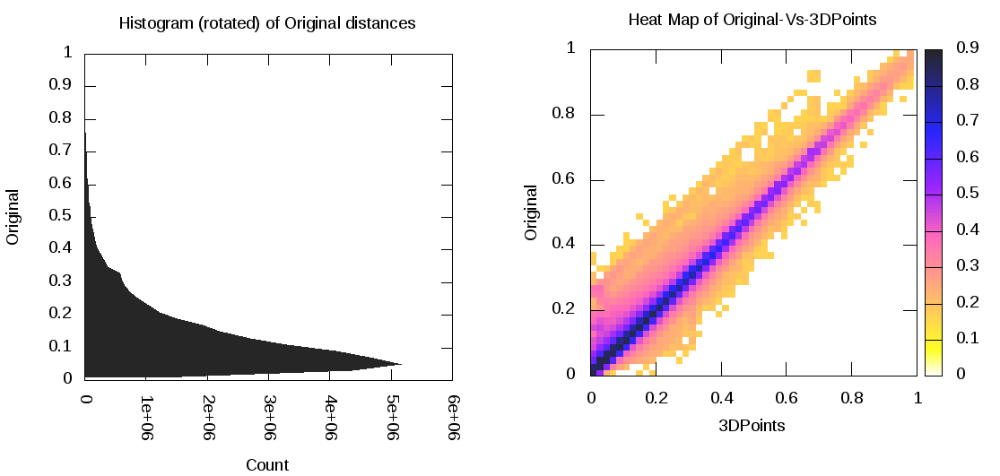 Histogram (rotated) of Original distances
1
0.9
0.8
0.7
0.6
0.5
0.4
0.3
0.2
0.1
0
Original
0
1e+06
2e+06
3e+06
4e+06
5e+06
6e+06
Count
Heat Map of Original-Vs-3DPoints
1
0.8
0.6
0.4
0.2
0
Original
0
0.2
0.4
0.6
0.8
1
3DPoints
0.9
0.8
0.7
0.6
0.5
0.4
0.3
0.2
0.1
0